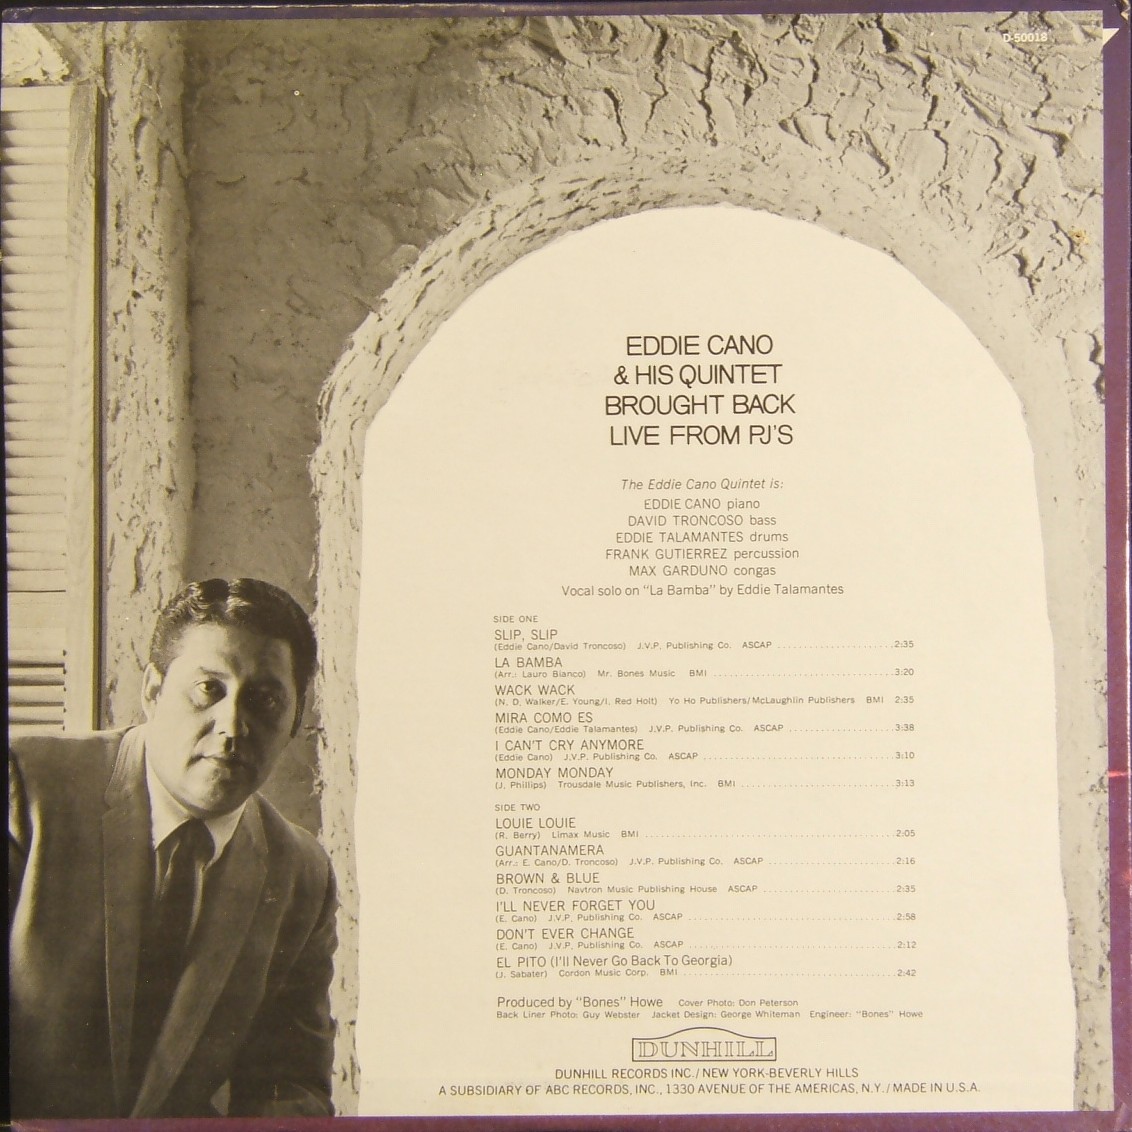 D-50018
EDDIE CANO
& HIS QUINTET
BROUGHT BACK
LIVE FROM PJ'S
The Eddie Cano Quintet is:
EDDIE CANO piano
DAVID TRONCOSO bass
EDDIE TALAMANTES drums
FRANK GUTIERREZ percussion
MAX GARDUNO congas
Vocal solo on "La Bamba" by Eddie Talamantes
SIDE ONE
SLIP, SLIP
(Eddie Cano/David Troncoso) J.V.P. Publishing Co. ASCAP ......................2:35
LA BAMBA
(Arr.: Lauro Bianco) Mr. Bones Music BMI ..................................3:20
WACK WACK
(N. D. Walker/E. Young/I. Red Holt) Yo Ho Publishers/McLaughlin Publishers BMI 2:35
MIRA COMO ES
(Eddie Cano/Eddie Talamantes) J.V.P. Publishing Co. ASCAP ....................3:38
I CAN'T CRY ANYMORE
(Eddie Cano) J.V.P. Publishing Co. ASCAP ....................................3:10
MONDAY MONDAY
(J. Phillips) Trousdale Music Publishers, Inc. BMI .............................3:13
SIDE TWO
LOUIE LOUIE
(R. Berry) Limax Music BMI ..............................................2:05
GUANTANAMERA
(Arr.: E. Cano/D. Troncoso) J.V.P. Publishing Co. ASCAP ........................2:16
BROWN & BLUE
(D. Troncoso) Navtron Music Publishing House ASCAP .........................2:35
I'LL NEVER FORGET YOU
(E. Cano) J.V.P. Publishing Co. ASCAP .......................................2:58
DON'T EVER CHANGE
(E. Cano) J.V.P. Publishing Co. ASCAP .......................................2:12
EL PITO (I'll Never Go Back To Georgia)
(J. Sabater) Cordon Music Corp. BMI ........................................2:42
Produced by "Bones" Howe Cover Photo: Don Peterson
Back Liner Photo: Guy Webster Jacket Design: George Whiteman Engineer: "Bones" Howe
DUNHILL
DUNHILL RECORDS INC./NEW YORK-BEVERLY HILLS
A SUBSIDIARY OF ABC RECORDS, INC., 1330 AVENUE OF THE AMERICAS, N.Y./MADE IN U.S.A.